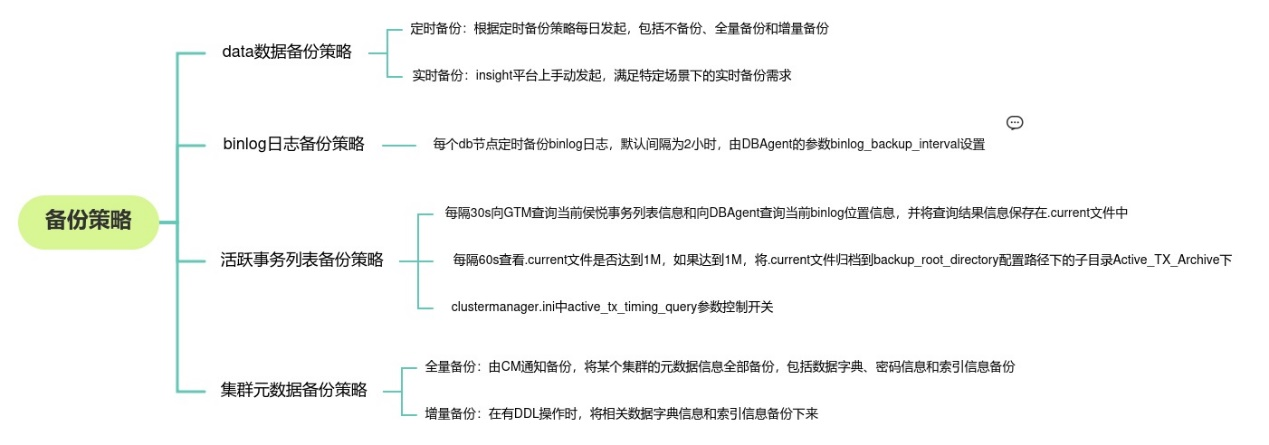 备份策略
data数据备份策略
定时备份：根据定时备份策略每日发起，包括不备份、全量备份和增量备份
实时备份：insight平台上手动发起，满足特定场景下的实时备份需求
binlog日志备份策略
每个db节点定时备份binlog日志，默认间隔为2小时，由DBAgent的参数binlog_backup_interval设置
活跃事务列表备份策略
每隔30s向GTM查询当前侯悦事务列表信息和向DBAgent查询当前binlog位置信息，并将查询结果信息保存在.current文件中
每隔60s查看.current文件是否达到1M，如果达到1M，将.current文件归档到backup_root_directory配置路径下的子目录Active_TX_Archive下
clustermanager.ini中active_tx_timing_query参数控制开关
集群元数据备份策略
全量备份：由CM通知备份，将某个集群的元数据信息全部备份，包括数据字典、密码信息和索引信息备份
增量备份：在有DDL操作时，将相关数据字典信息和索引信息备份下来